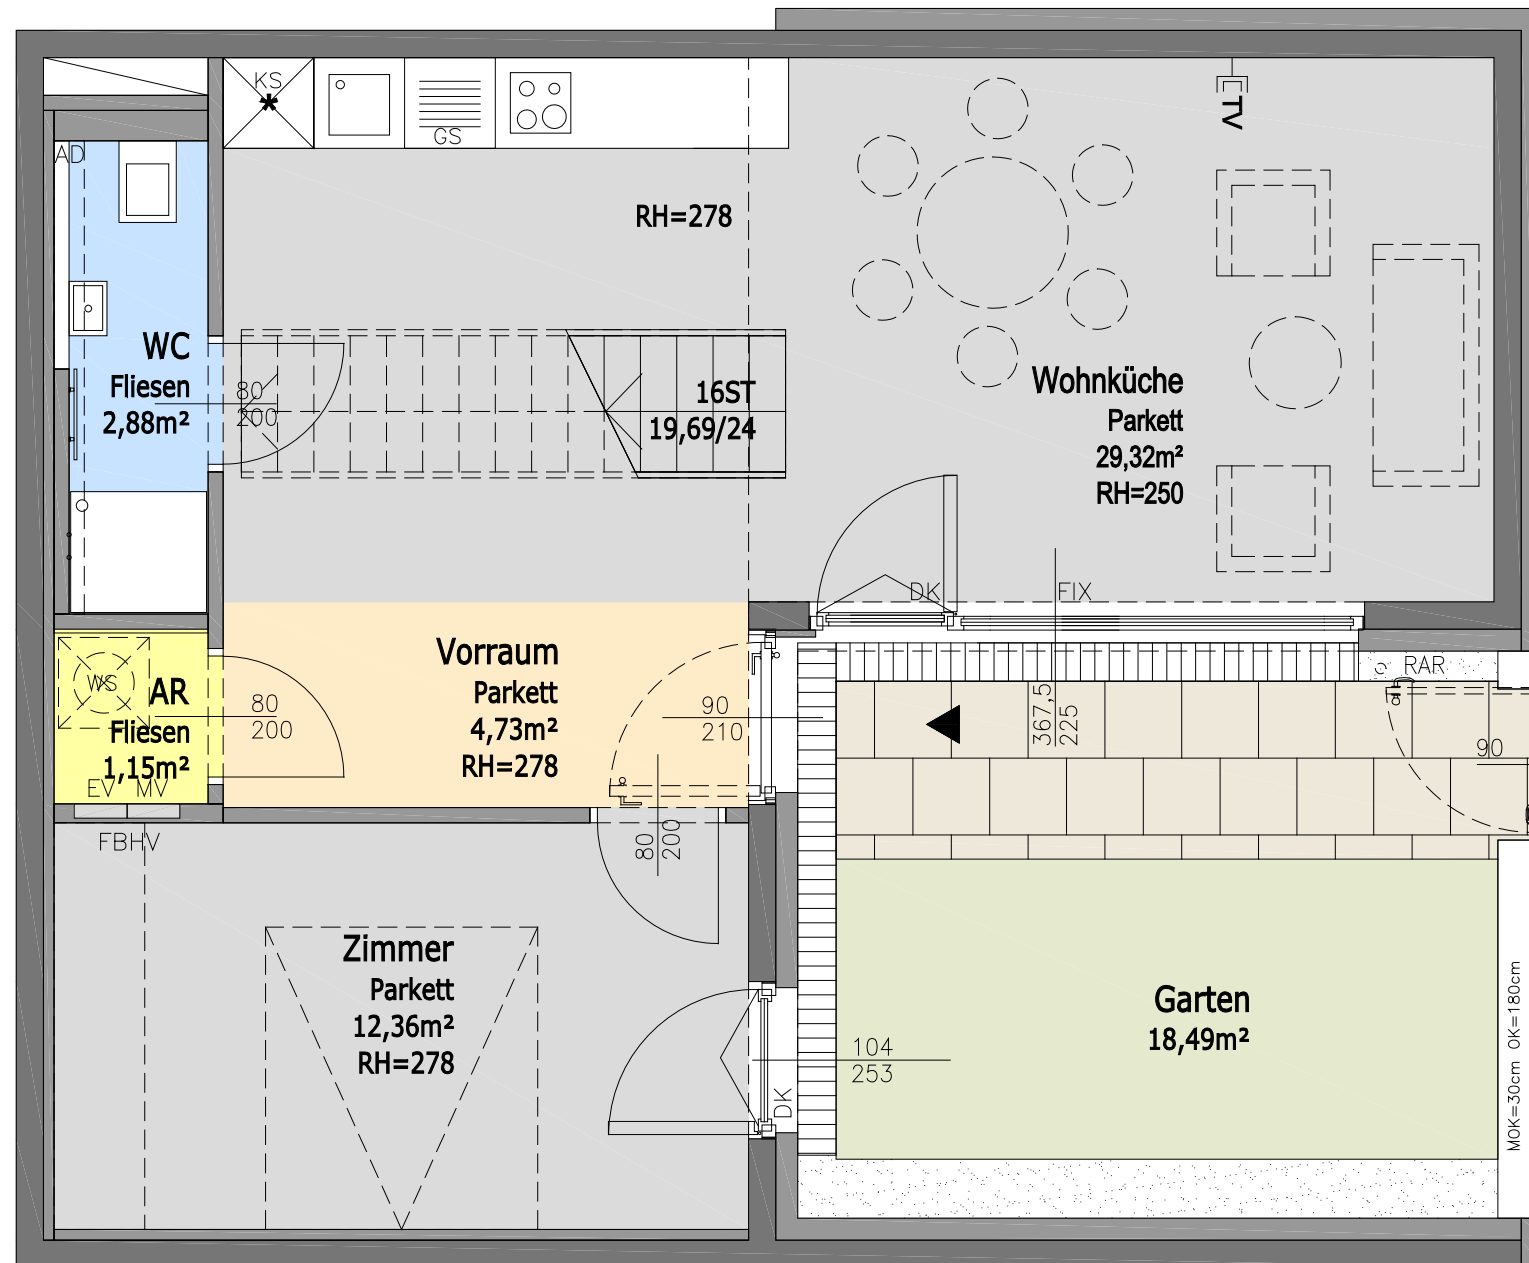 KS
*
GS
TV
AD
RH=278
WC
Fliesen
2,88m²
80
200
16ST
19,69/24
Wohnküche
Parkett
29,32m²
RH=250
DK
FIX
Vorraum
Parkett
4,73m²
RH=278
WS
AR
Fliesen
1,15m²
80
200
90
210
367,5
225
RAR
90
EV MV
FBHV
80
200
Zimmer
Parkett
12,36m²
RH=278
Garten
18,49m²
104
253
DK
MOK=30cm OK=180cm